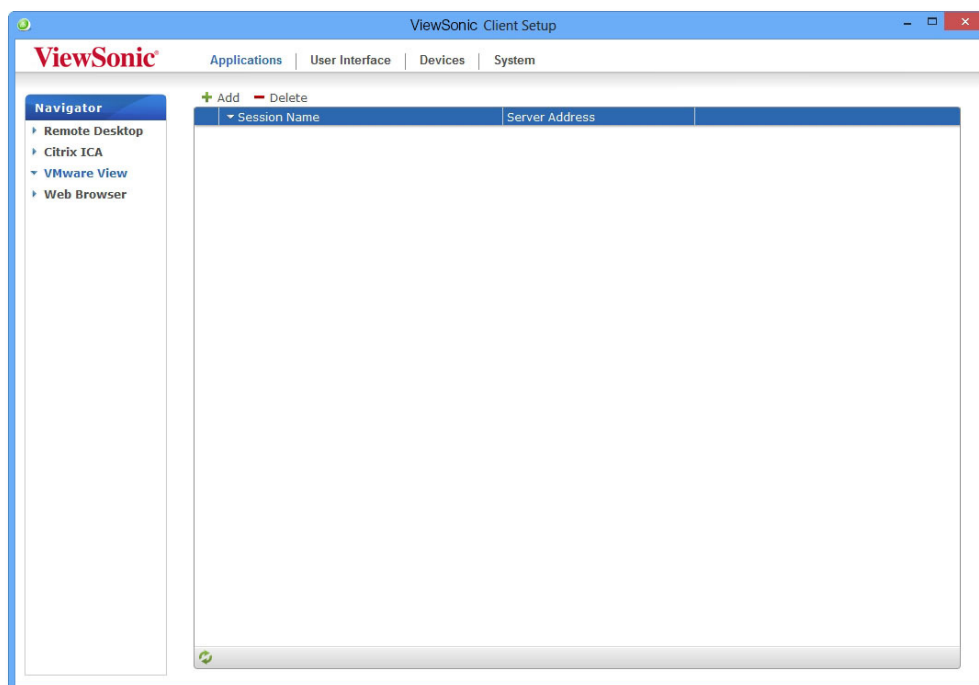 ViewSonic Client Setup
ViewSonic®
Applications | User Interface | Devices | System
Navigator
Remote Desktop
Citrix ICA
VMware View
Web Browser
Add Delete
Session Name Server Address